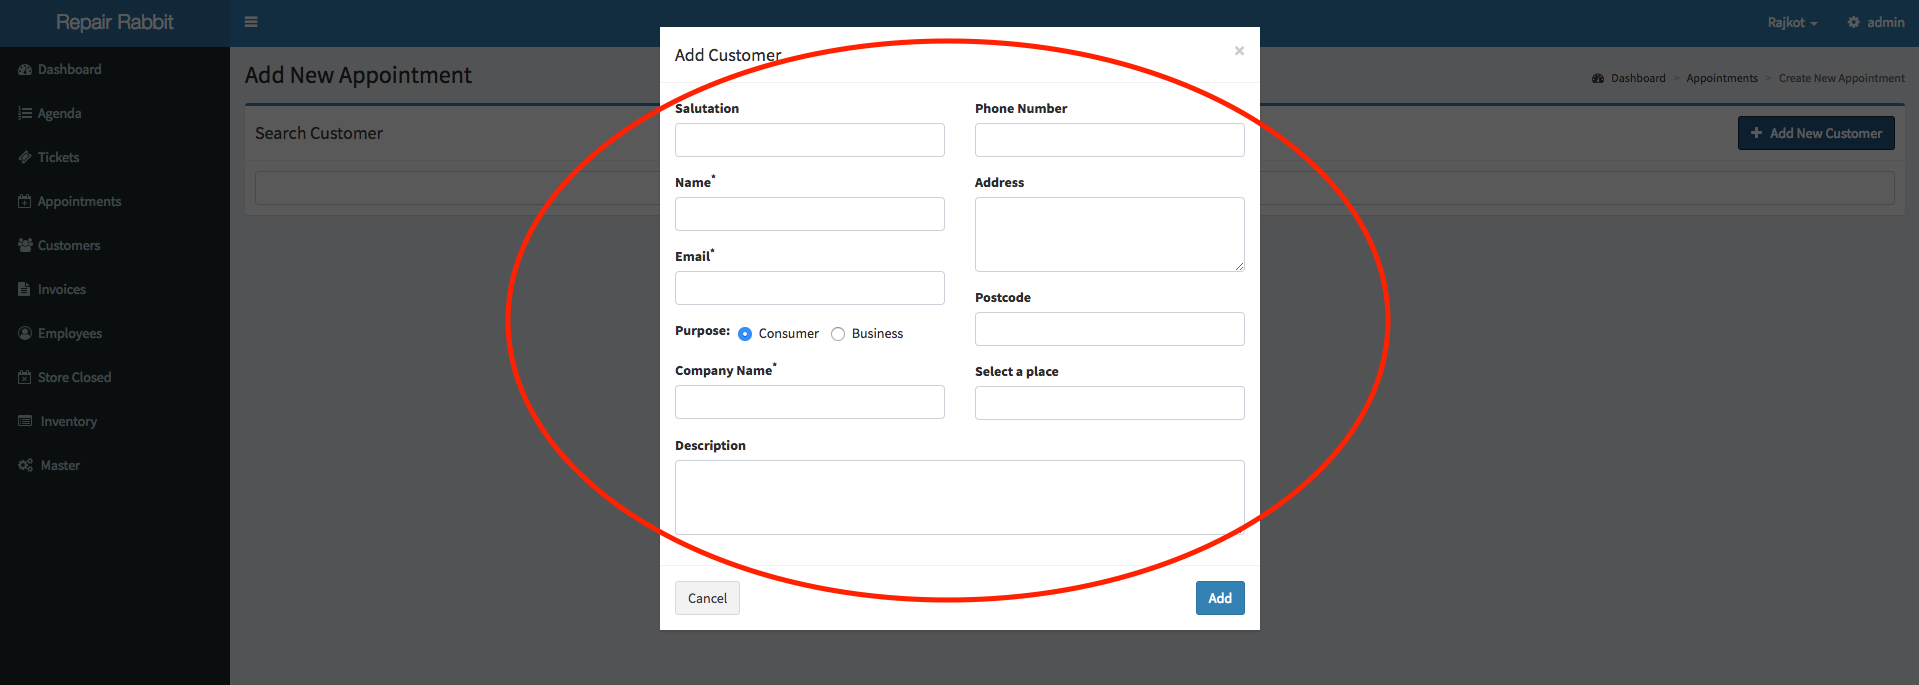 Repair Rabbit
Rajkot
admin
Dashboard
Agenda
Tickets
Appointments
Customers
Invoices
Employees
Store Closed
Inventory
Master
Add New Appointment
Dashboard > Appointments > Create New Appointment
Search Customer
+ Add New Customer
Add Customer
×
Salutation
Name*
Email*
Purpose: Consumer Business
Company Name*
Phone Number
Address
Postcode
Select a place
Description
Cancel
Add